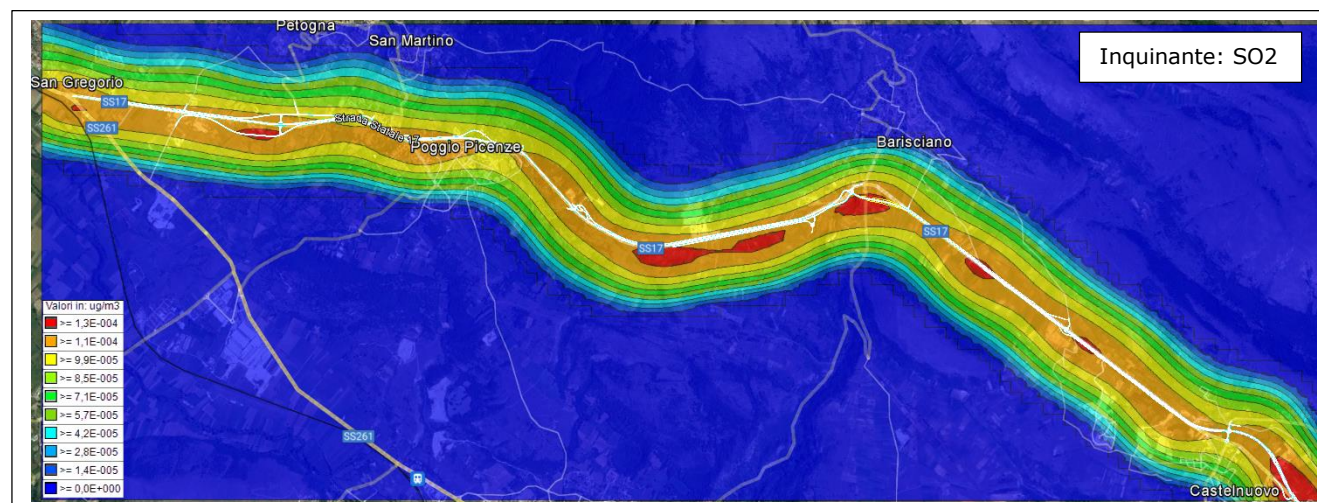 Petogna
San Martino
Inquinante: SO2
San Gregorio
SS17
SS261
Strada Statale 17
Poggio Picenze
Barisciano
SS17
SS17
Valori in: ug/m3
>= 1,3E-004
>= 1,1E-004
>= 9,9E-005
>= 8,5E-005
>= 7,1E-005
>= 5,7E-005
>= 4,2E-005
>= 2,8E-005
>= 1,4E-005
>= 0,0E+000
SS261
Castelnuovo